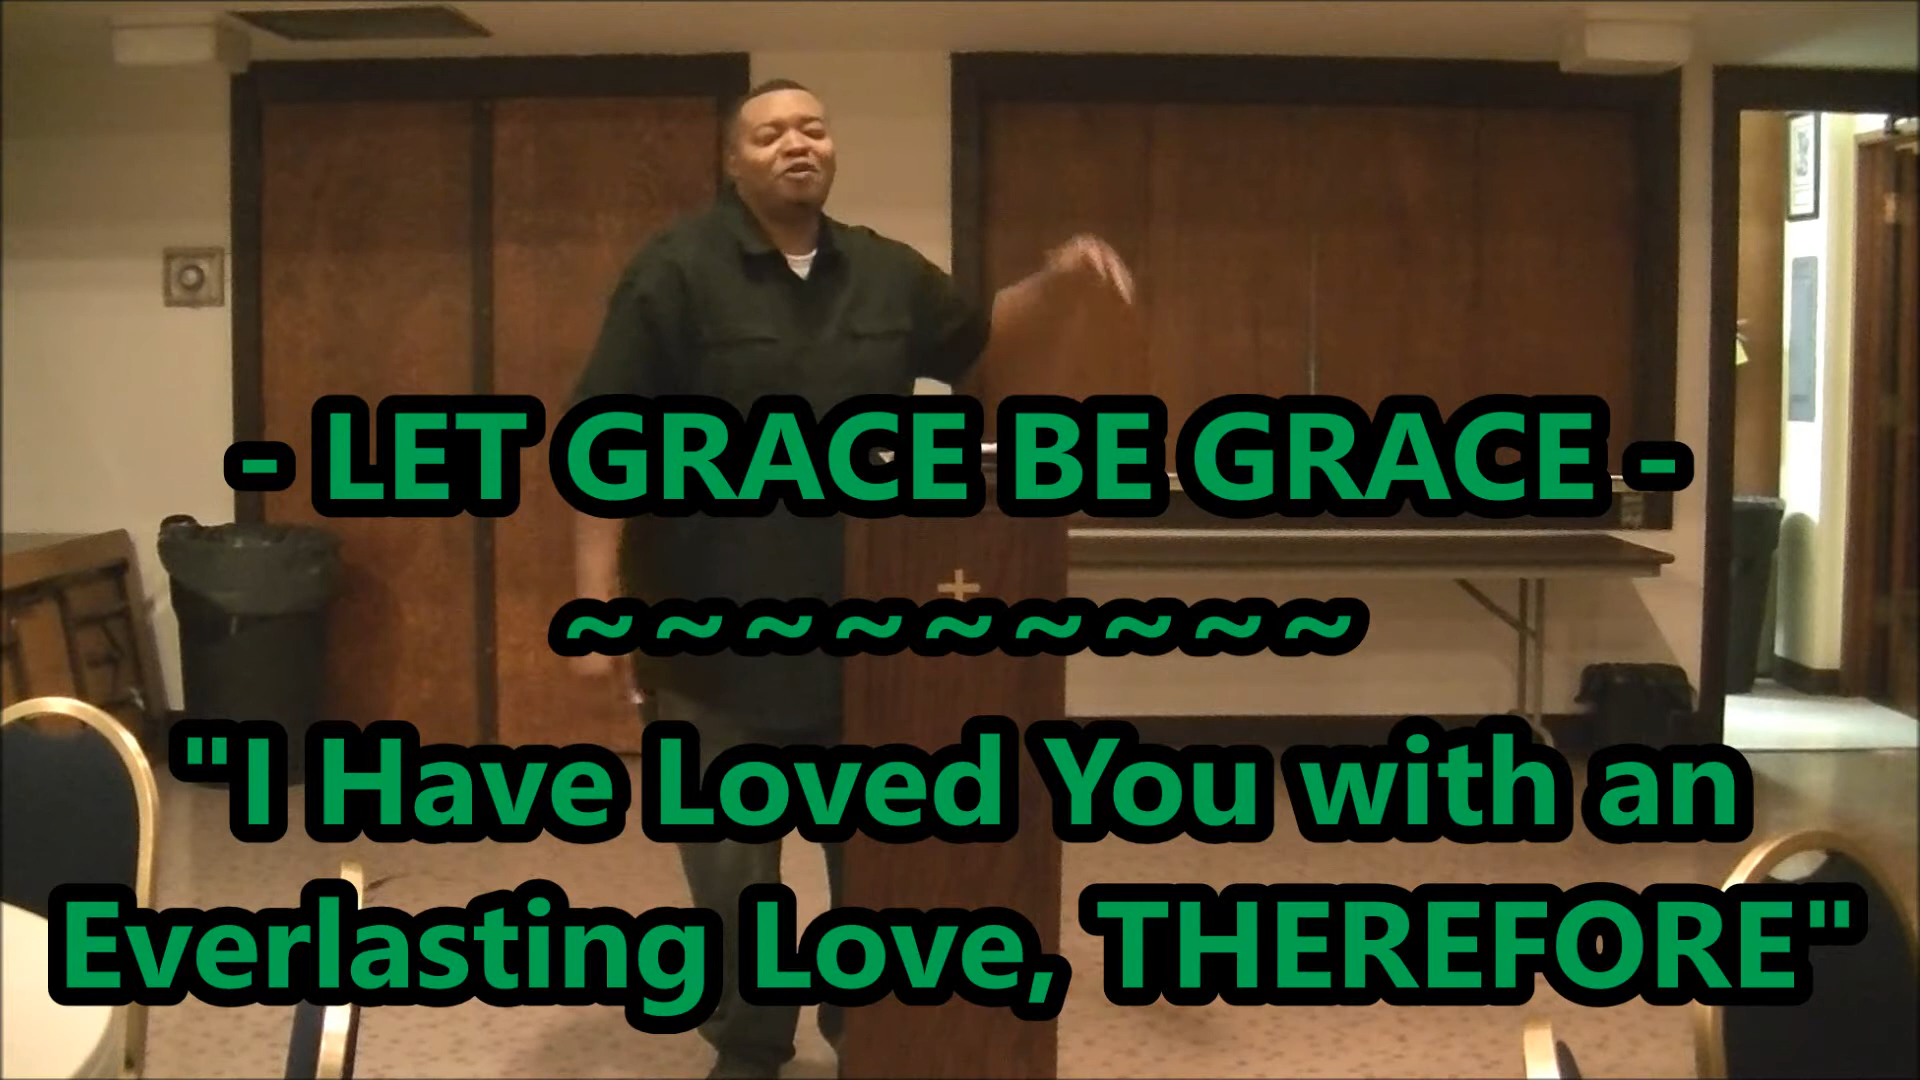 - LET GRACE BE GRACE -
~ ~ ~ ~ ~ ~ ~ ~ ~
"I Have Loved You with an
Everlasting Love, THEREFORE"